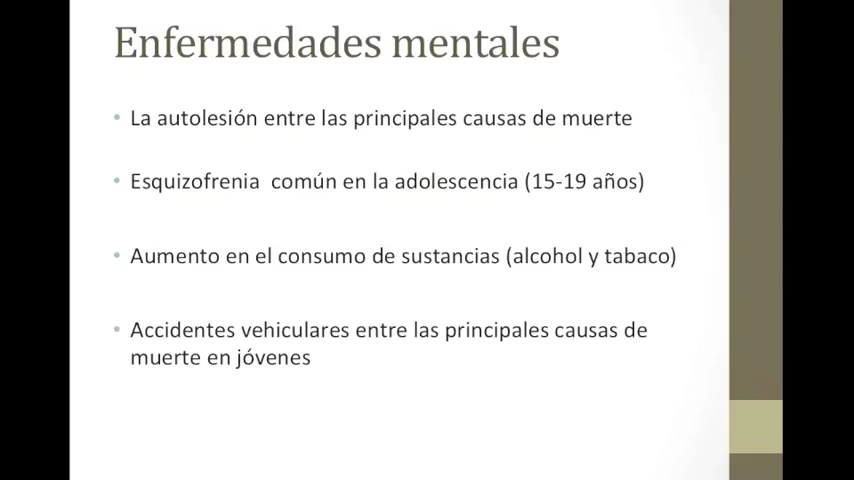 Enfermedades mentales
• La autolesión entre las principales causas de muerte
• Esquizofrenia común en la adolescencia (15-19 años)
• Aumento en el consumo de sustancias (alcohol y tabaco)
• Accidentes vehiculares entre las principales causas de
muerte en jóvenes